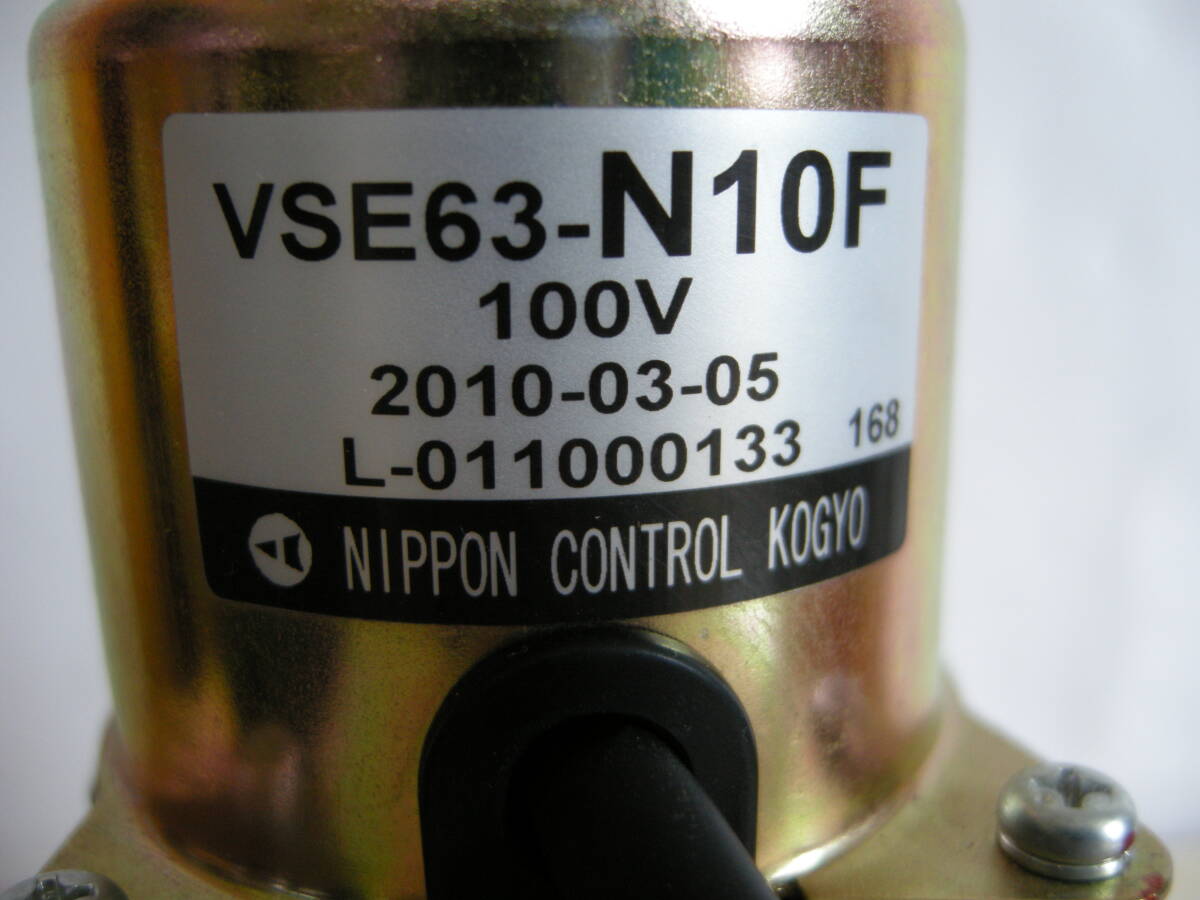 VSE63-N10F
100V
2010-03-05
L-011000133 168
NIPPON CONTROL KOGYO